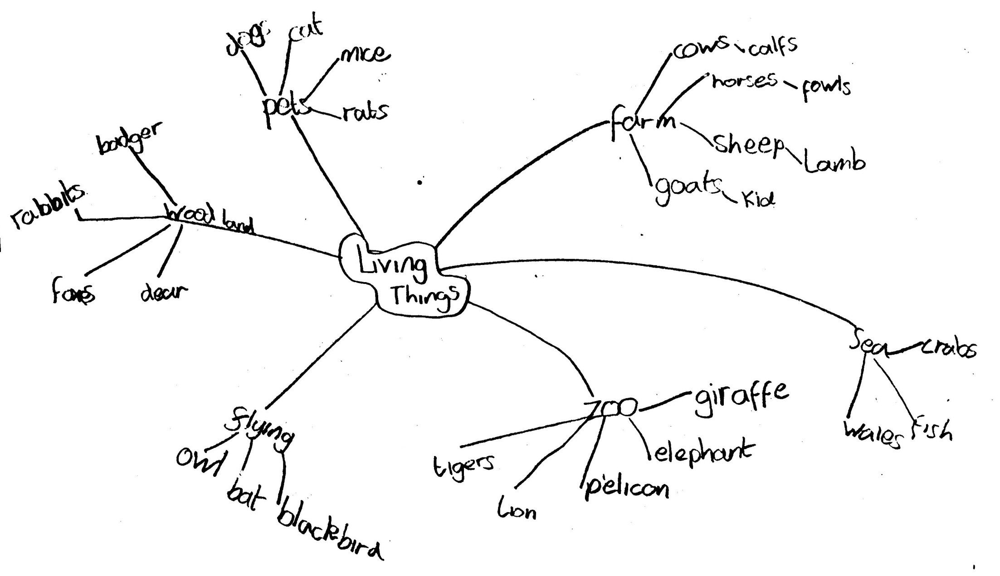 Living
Things
pets
dogs
cat
mice
rats
farm
cows calfs
horses fowls
sheep Lamb
goats kid
sea
crabs
fish
wales
zoo
giraffe
elephant
pelicon
Lion
tigers
flying
owl
bat
blackbird
wood land
badger
rabbits
foxes
dear